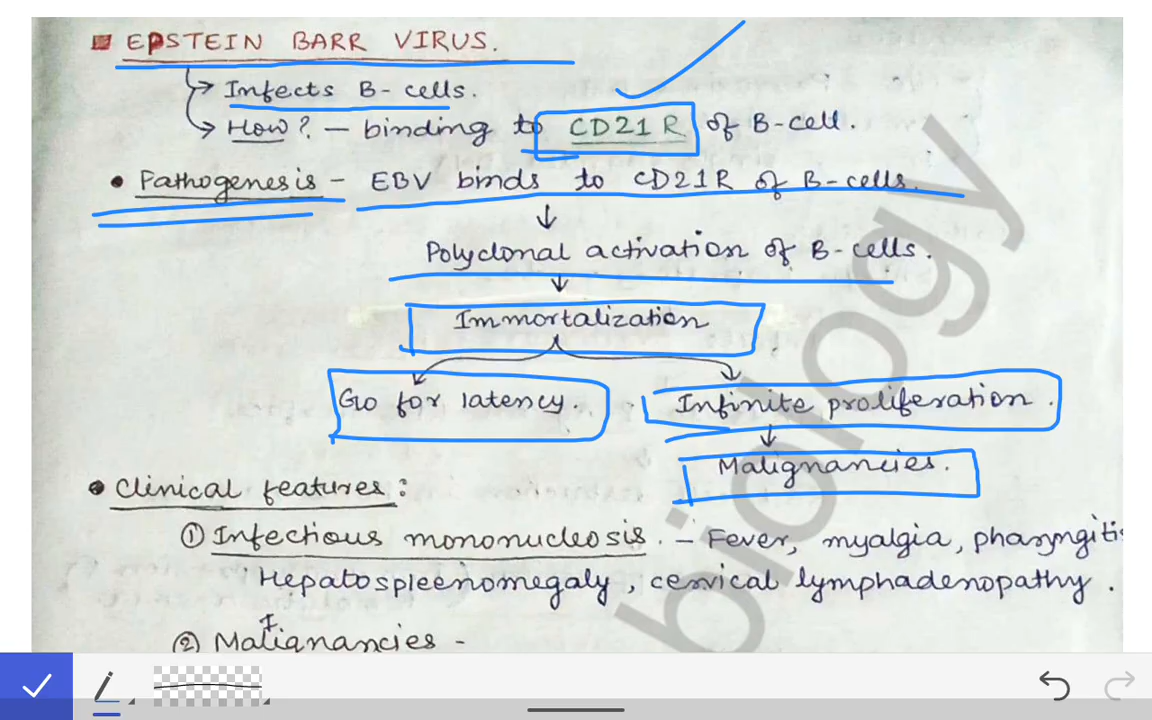 EPSTEIN BARR VIRUS.
→ Infects B-cells.
→ How? - binding to CD21R of B-cell.
• Pathogenesis - EBV binds to CD21R of B-cells.
↓
Polyclonal activation of B-cells.
↓
Immortalization
Go for latency. Infinite proliferation.
↓
Malignancies.
• Clinical features:
① Infectious mononucleosis. - Fever, myalgia, pharyngitis
Hepatospleenomegaly, cervical lymphadenopathy.
② Malignancies -
biology